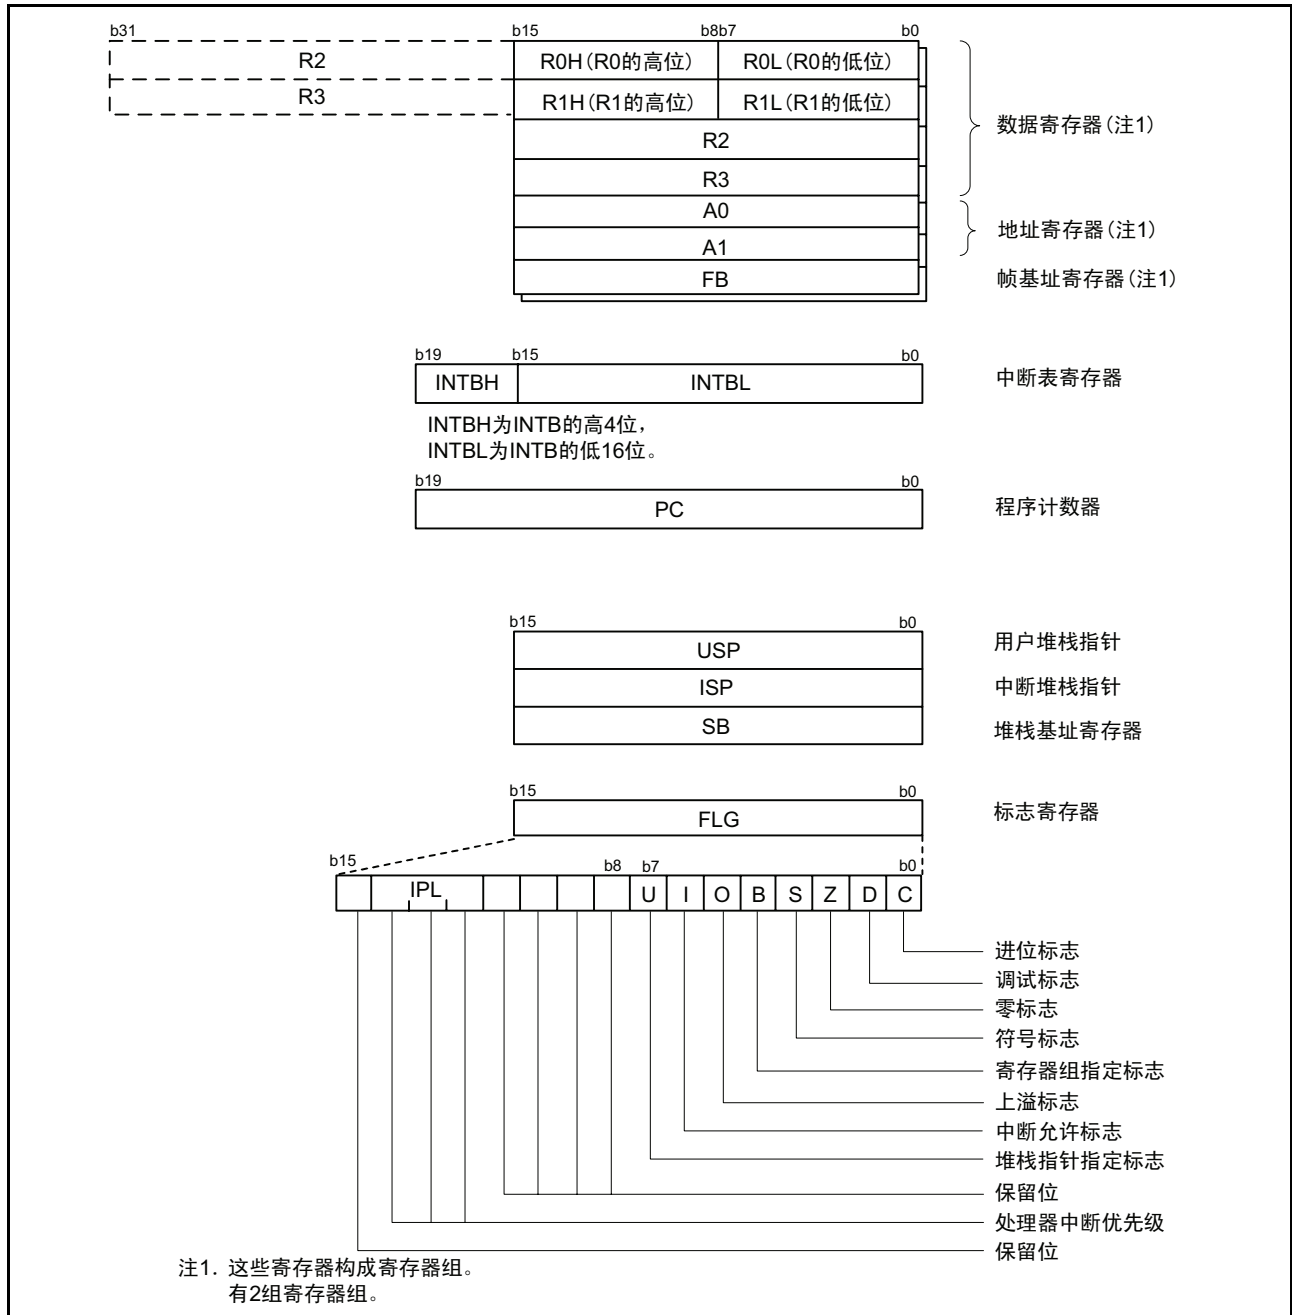 b31 b15 b8b7 b0
R2 R0H(R0的高位) R0L(R0的低位)
R3 R1H(R1的高位) R1L(R1的低位)
数据寄存器(注1)
R2
R3
A0
地址寄存器(注1)
A1
FB 帧基址寄存器(注1)
b19 b15 b0
INTBH INTBL 中断表寄存器
INTBH为INTB的高4位，
INTBL为INTB的低16位。
b19 b0
PC 程序计数器
b15 b0
USP 用户堆栈指针
ISP 中断堆栈指针
SB 堆栈基址寄存器
b15 b0
FLG 标志寄存器
b15 b8 b7 b0
IPL U I O B S Z D C
进位标志
调试标志
零标志
符号标志
寄存器组指定标志
上溢标志
中断允许标志
堆栈指针指定标志
保留位
处理器中断优先级
保留位
注1. 这些寄存器构成寄存器组。
有2组寄存器组。